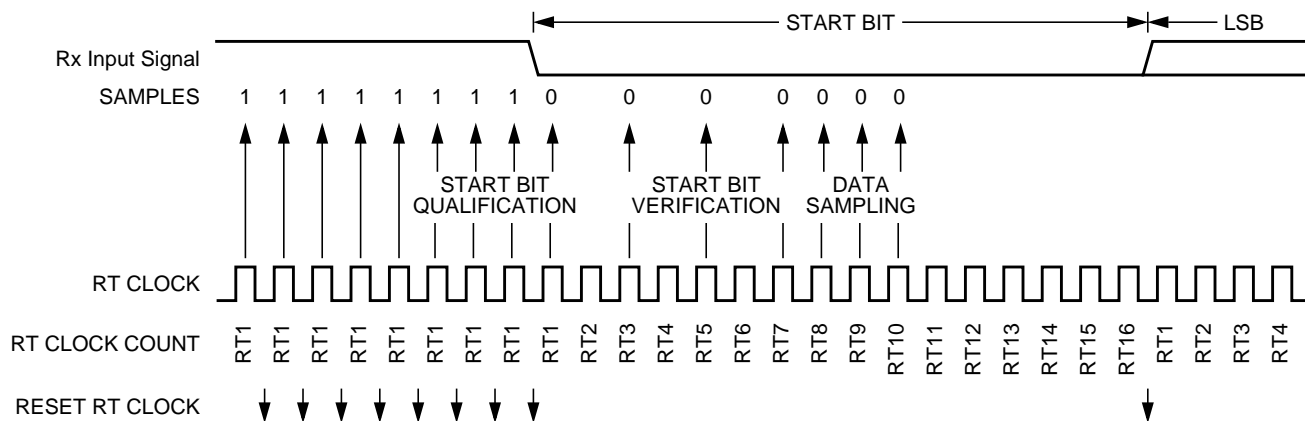 START BIT
LSB
Rx Input Signal
SAMPLES 1 1 1 1 1 1 1 1 0 0 0 0 0 0 0
START BIT QUALIFICATION
START BIT VERIFICATION
DATA SAMPLING
RT CLOCK
RT CLOCK COUNT RT1 RT1 RT1 RT1 RT1 RT1 RT1 RT1 RT1 RT2 RT3 RT4 RT5 RT6 RT7 RT8 RT9 RT10 RT11 RT12 RT13 RT14 RT15 RT16 RT1 RT2 RT3 RT4
RESET RT CLOCK